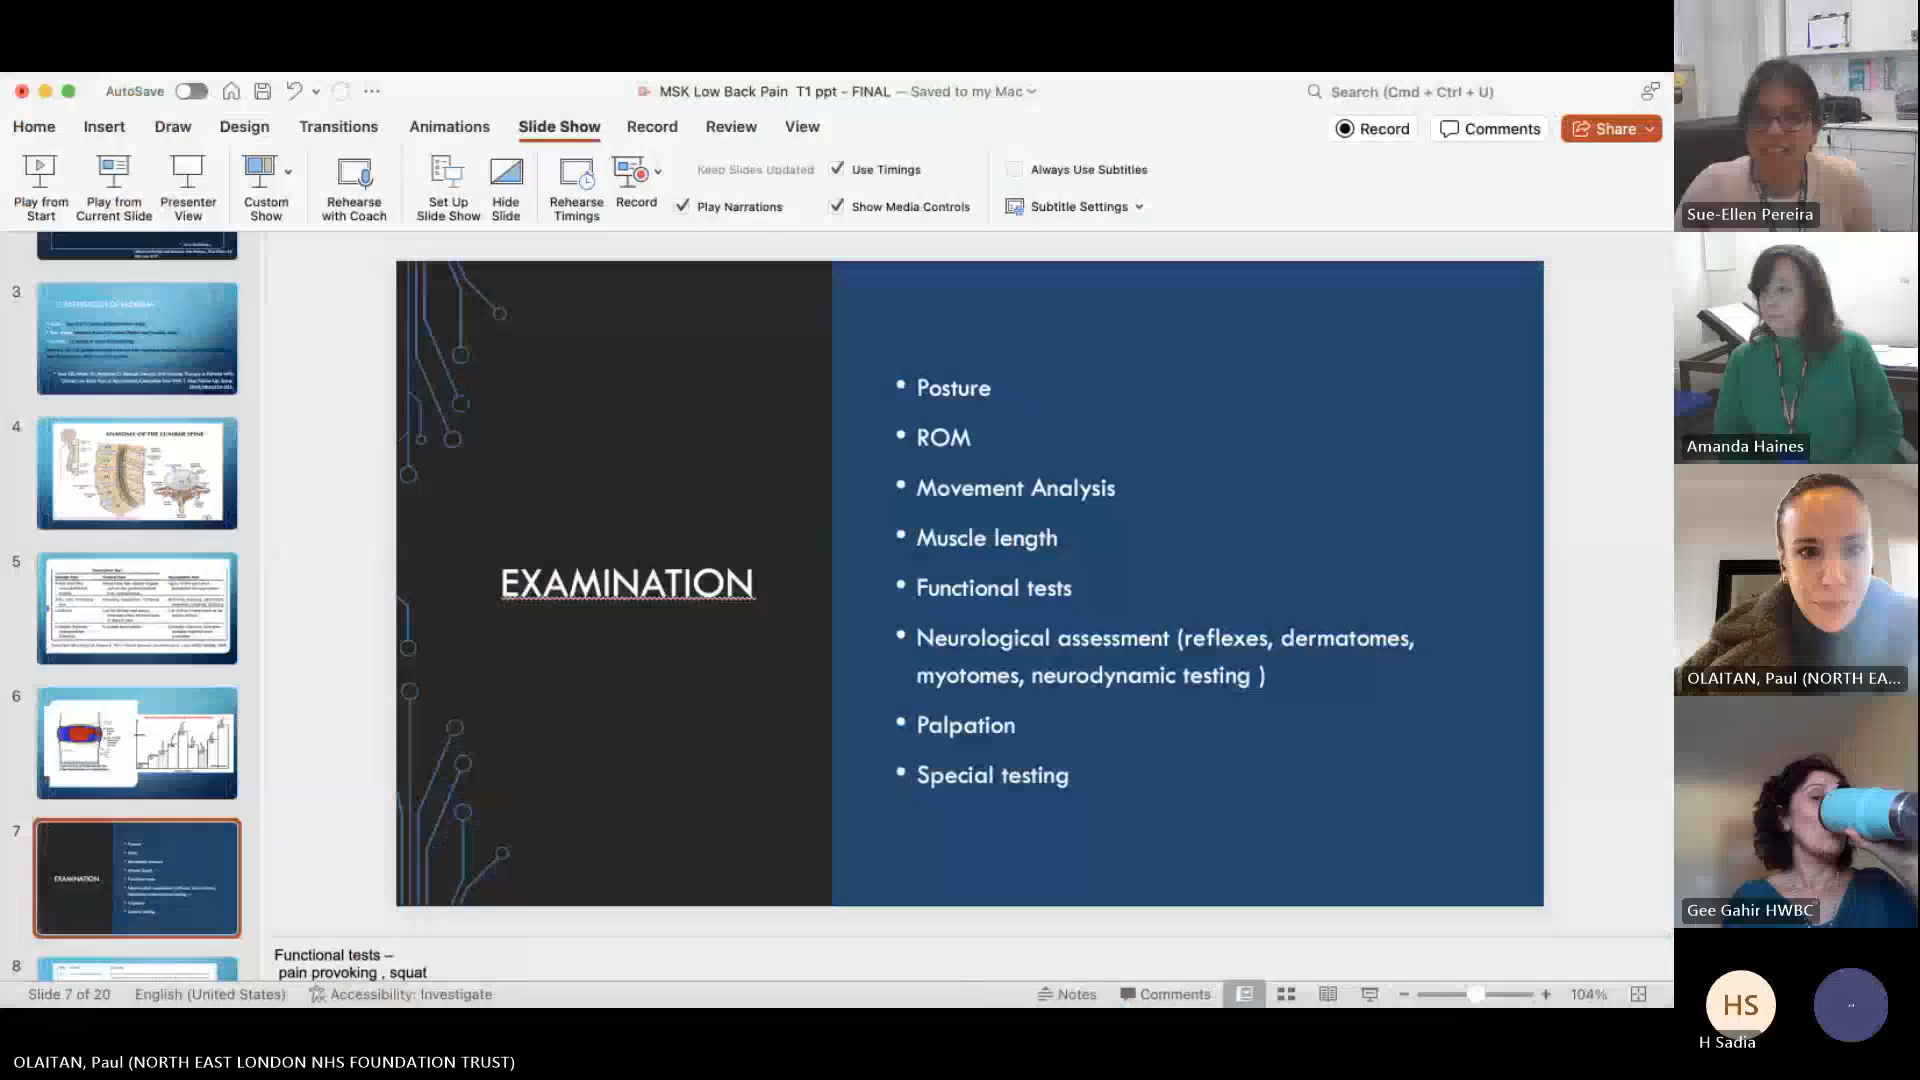 AutoSave
MSK Low Back Pain T1 ppt – FINAL — Saved to my Mac
Search (Cmd + Ctrl + U)
Home Insert Draw Design Transitions Animations Slide Show Record Review View
Record Comments Share
Play from Start
Play from Current Slide
Presenter View
Custom Show
Rehearse with Coach
Set Up Slide Show
Hide Slide
Rehearse Timings
Record
Keep Slides Updated
Use Timings
Play Narrations
Show Media Controls
Always Use Subtitles
Subtitle Settings
3
4
ANATOMY OF THE LUMBAR SPINE
5
6
7
EXAMINATION
8
EXAMINATION
• Posture
• ROM
• Movement Analysis
• Muscle length
• Functional tests
• Neurological assessment (reflexes, dermatomes,
myotomes, neurodynamic testing )
• Palpation
• Special testing
Functional tests –
pain provoking , squat
Slide 7 of 20 English (United States) Accessibility: Investigate
Notes Comments 104%
Sue-Ellen Pereira
Amanda Haines
OLAITAN, Paul (NORTH EA...
Gee Gahir HWBC
HS
H Sadia
OLAITAN, Paul (NORTH EAST LONDON NHS FOUNDATION TRUST)